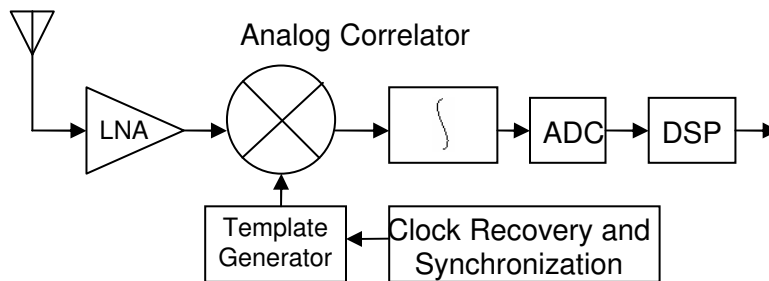 Analog Correlator
LNA
∫
ADC
DSP
Template
Generator
Clock Recovery and
Synchronization